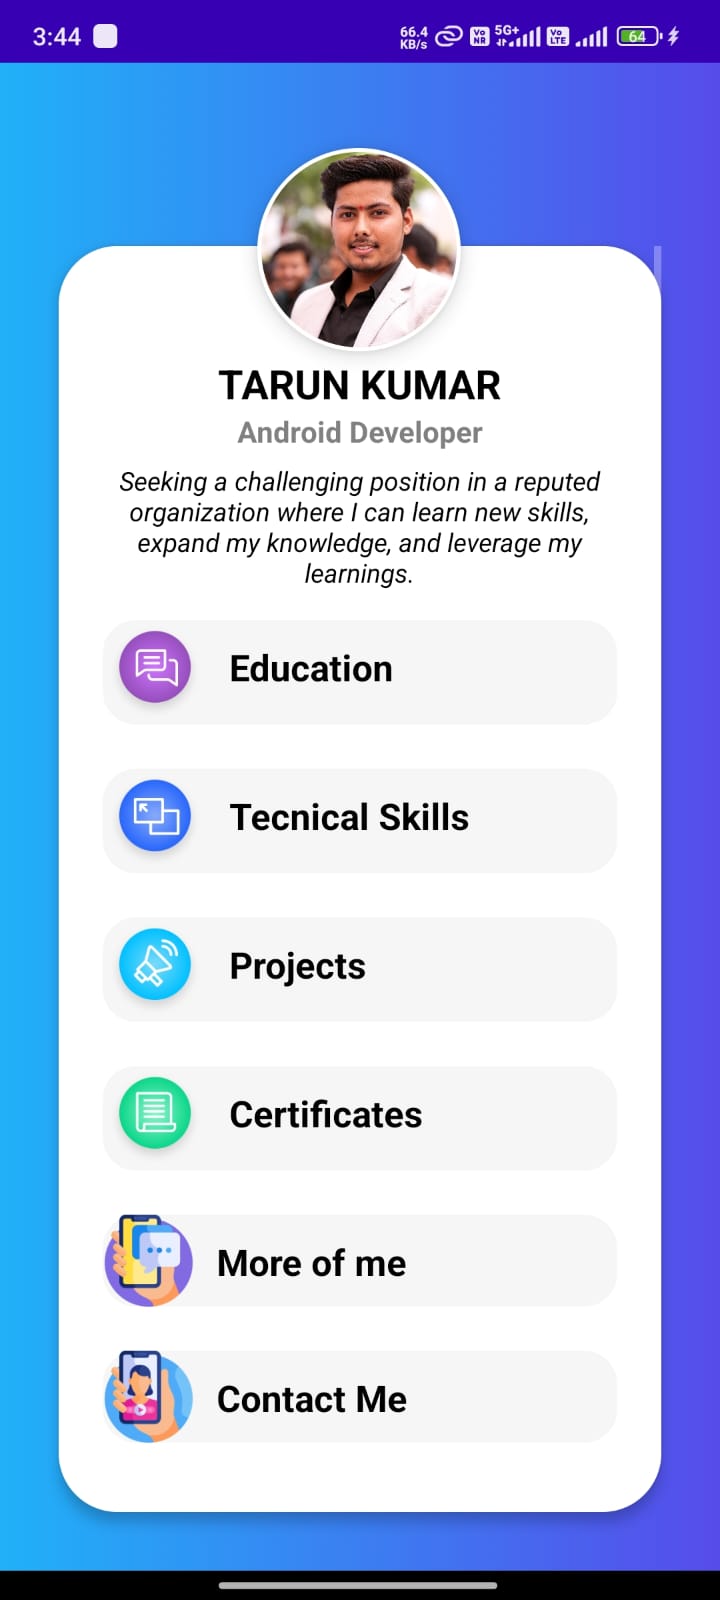 3:44 66.4 KB/s Vo NR 5G+ Vo LTE 64
TARUN KUMAR
Android Developer
Seeking a challenging position in a reputed
organization where I can learn new skills,
expand my knowledge, and leverage my
learnings.
Education
Tecnical Skills
Projects
Certificates
More of me
Contact Me